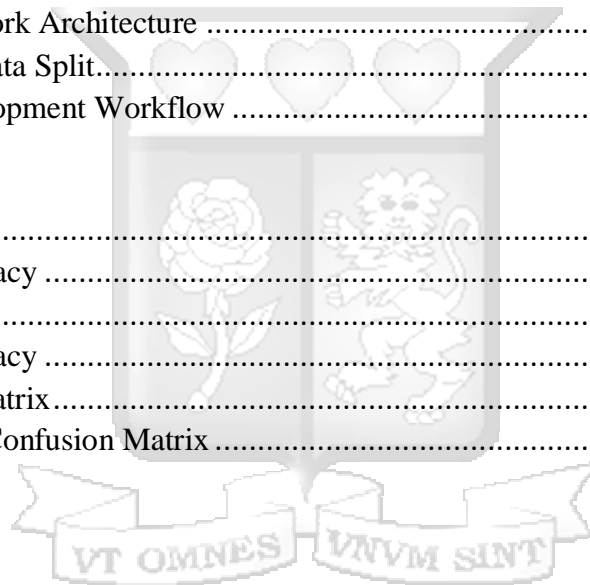 ork Architecture ..................................................
ata Split..................................................................
opment Workflow ..............................................
...............................................................................
acy .........................................................................
...............................................................................
acy .........................................................................
atrix........................................................................
Confusion Matrix ................................................
VT OMNES VNVM SINT